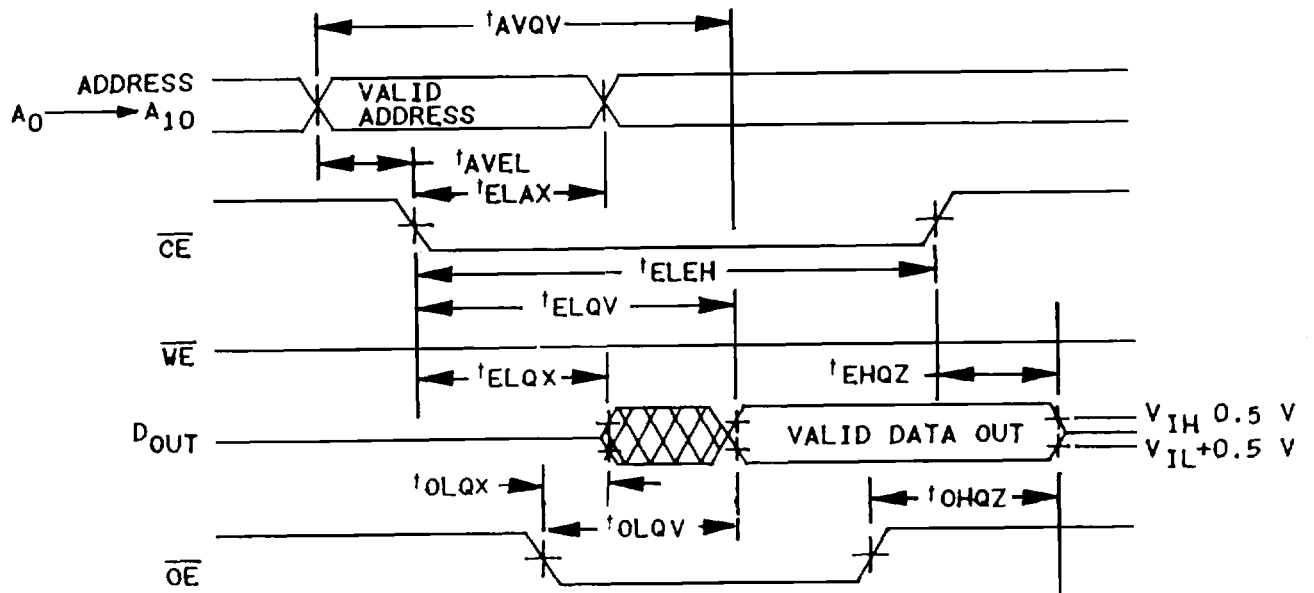 tAVQV
ADDRESS
A0 → A10
VALID
ADDRESS
tAVEL
tELAX
CE
tELEH
tELQV
WE
tELQX
tEHQZ
DOUT
VALID DATA OUT
VIH 0.5 V
VIL+0.5 V
tOLQX
tOHQZ
tOLQV
OE